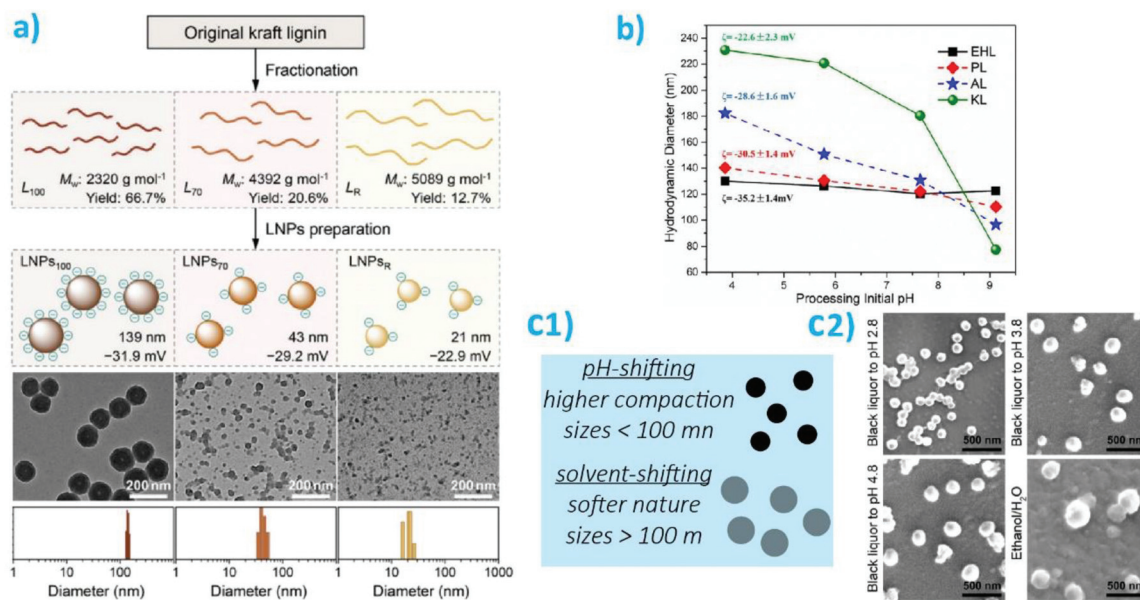 a)
Original kraft lignin
Fractionation
L100 Mw: 2320 g mol⁻¹ Yield: 66.7%
L70 Mw: 4392 g mol⁻¹ Yield: 20.6%
LR Mw: 5089 g mol⁻¹ Yield: 12.7%
LNPs preparation
LNPs100
139 nm
−31.9 mV
LNPs70
43 nm
−29.2 mV
LNPsR
21 nm
−22.9 mV
200 nm
200 nm
200 nm
1 10 100 1
10 100 1
10 100 1000
Diameter (nm) Diameter (nm) Diameter (nm)
b)
Hydrodynamic Diameter (nm)
240
220
200
180
160
140
120
100
80
60
ζ= -22.6±2.3 mV
ζ= -28.6±1.6 mV
ζ= -30.5±1.4 mV
ζ= -35.2±1.4mV
EHL
PL
AL
KL
4 5 6 7 8 9
Processing Initial pH
c1)
pH-shifting
higher compaction
sizes < 100 mn
solvent-shifting
softer nature
sizes > 100 m
c2)
Black liquor to pH 2.8
500 nm
Black liquor to pH 3.8
500 nm
Black liquor to pH 4.8
500 nm
Ethanol/H₂O
500 nm